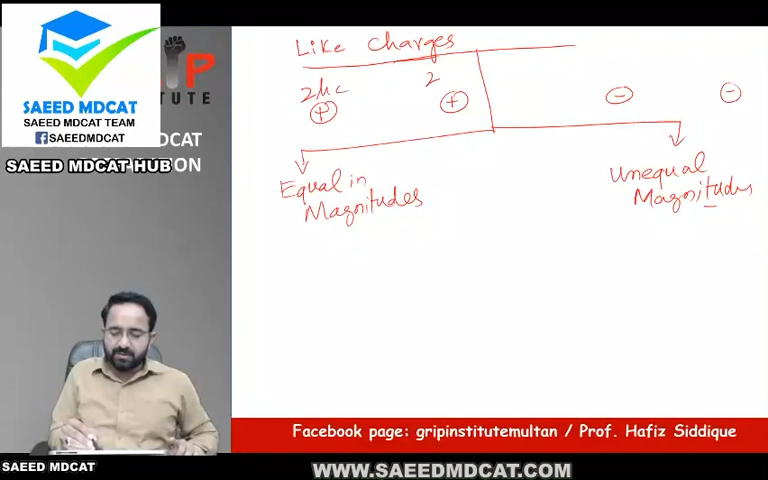 SAEED MDCAT
SAEED MDCAT TEAM
SAEEDMDCAT
SAEED MDCAT HUB
Like charges
2μc
2
+
+
-
-
Equal in
Magnitudes
Unequal
Magnitudes
Facebook page: gripinstitutemultan / Prof. Hafiz Siddique
SAEED MDCAT
WWW.SAEEDMDCAT.COM